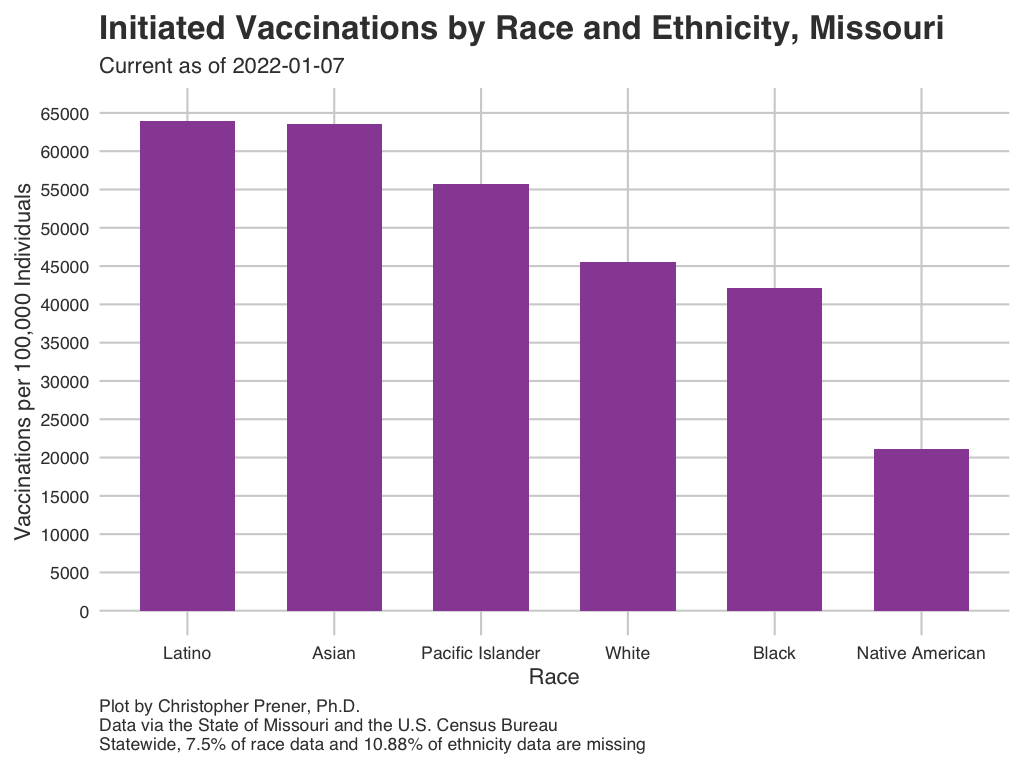 Initiated Vaccinations by Race and Ethnicity, Missouri
Current as of 2022-01-07
Vaccinations per 100,000 Individuals
65000
60000
55000
50000
45000
40000
35000
30000
25000
20000
15000
10000
5000
0
Latino Asian Pacific Islander White Black Native American
Race
Plot by Christopher Prener, Ph.D.
Data via the State of Missouri and the U.S. Census Bureau
Statewide, 7.5% of race data and 10.88% of ethnicity data are missing